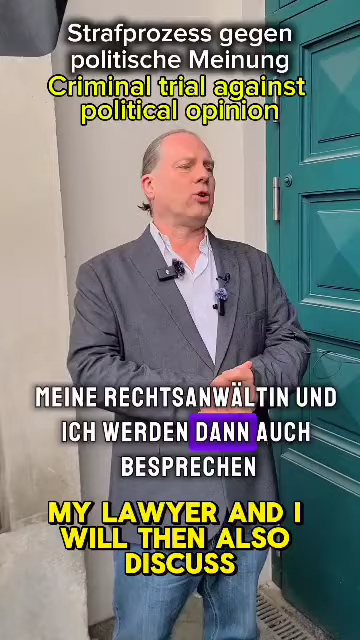 Strafprozess gegen
politische Meinung
Criminal trial against
political opinion
MEINE RECHTSANWÄLTIN UND
ICH WERDEN DANN AUCH
BESPRECHEN
MY LAWYER AND I
WILL THEN ALSO
DISCUSS